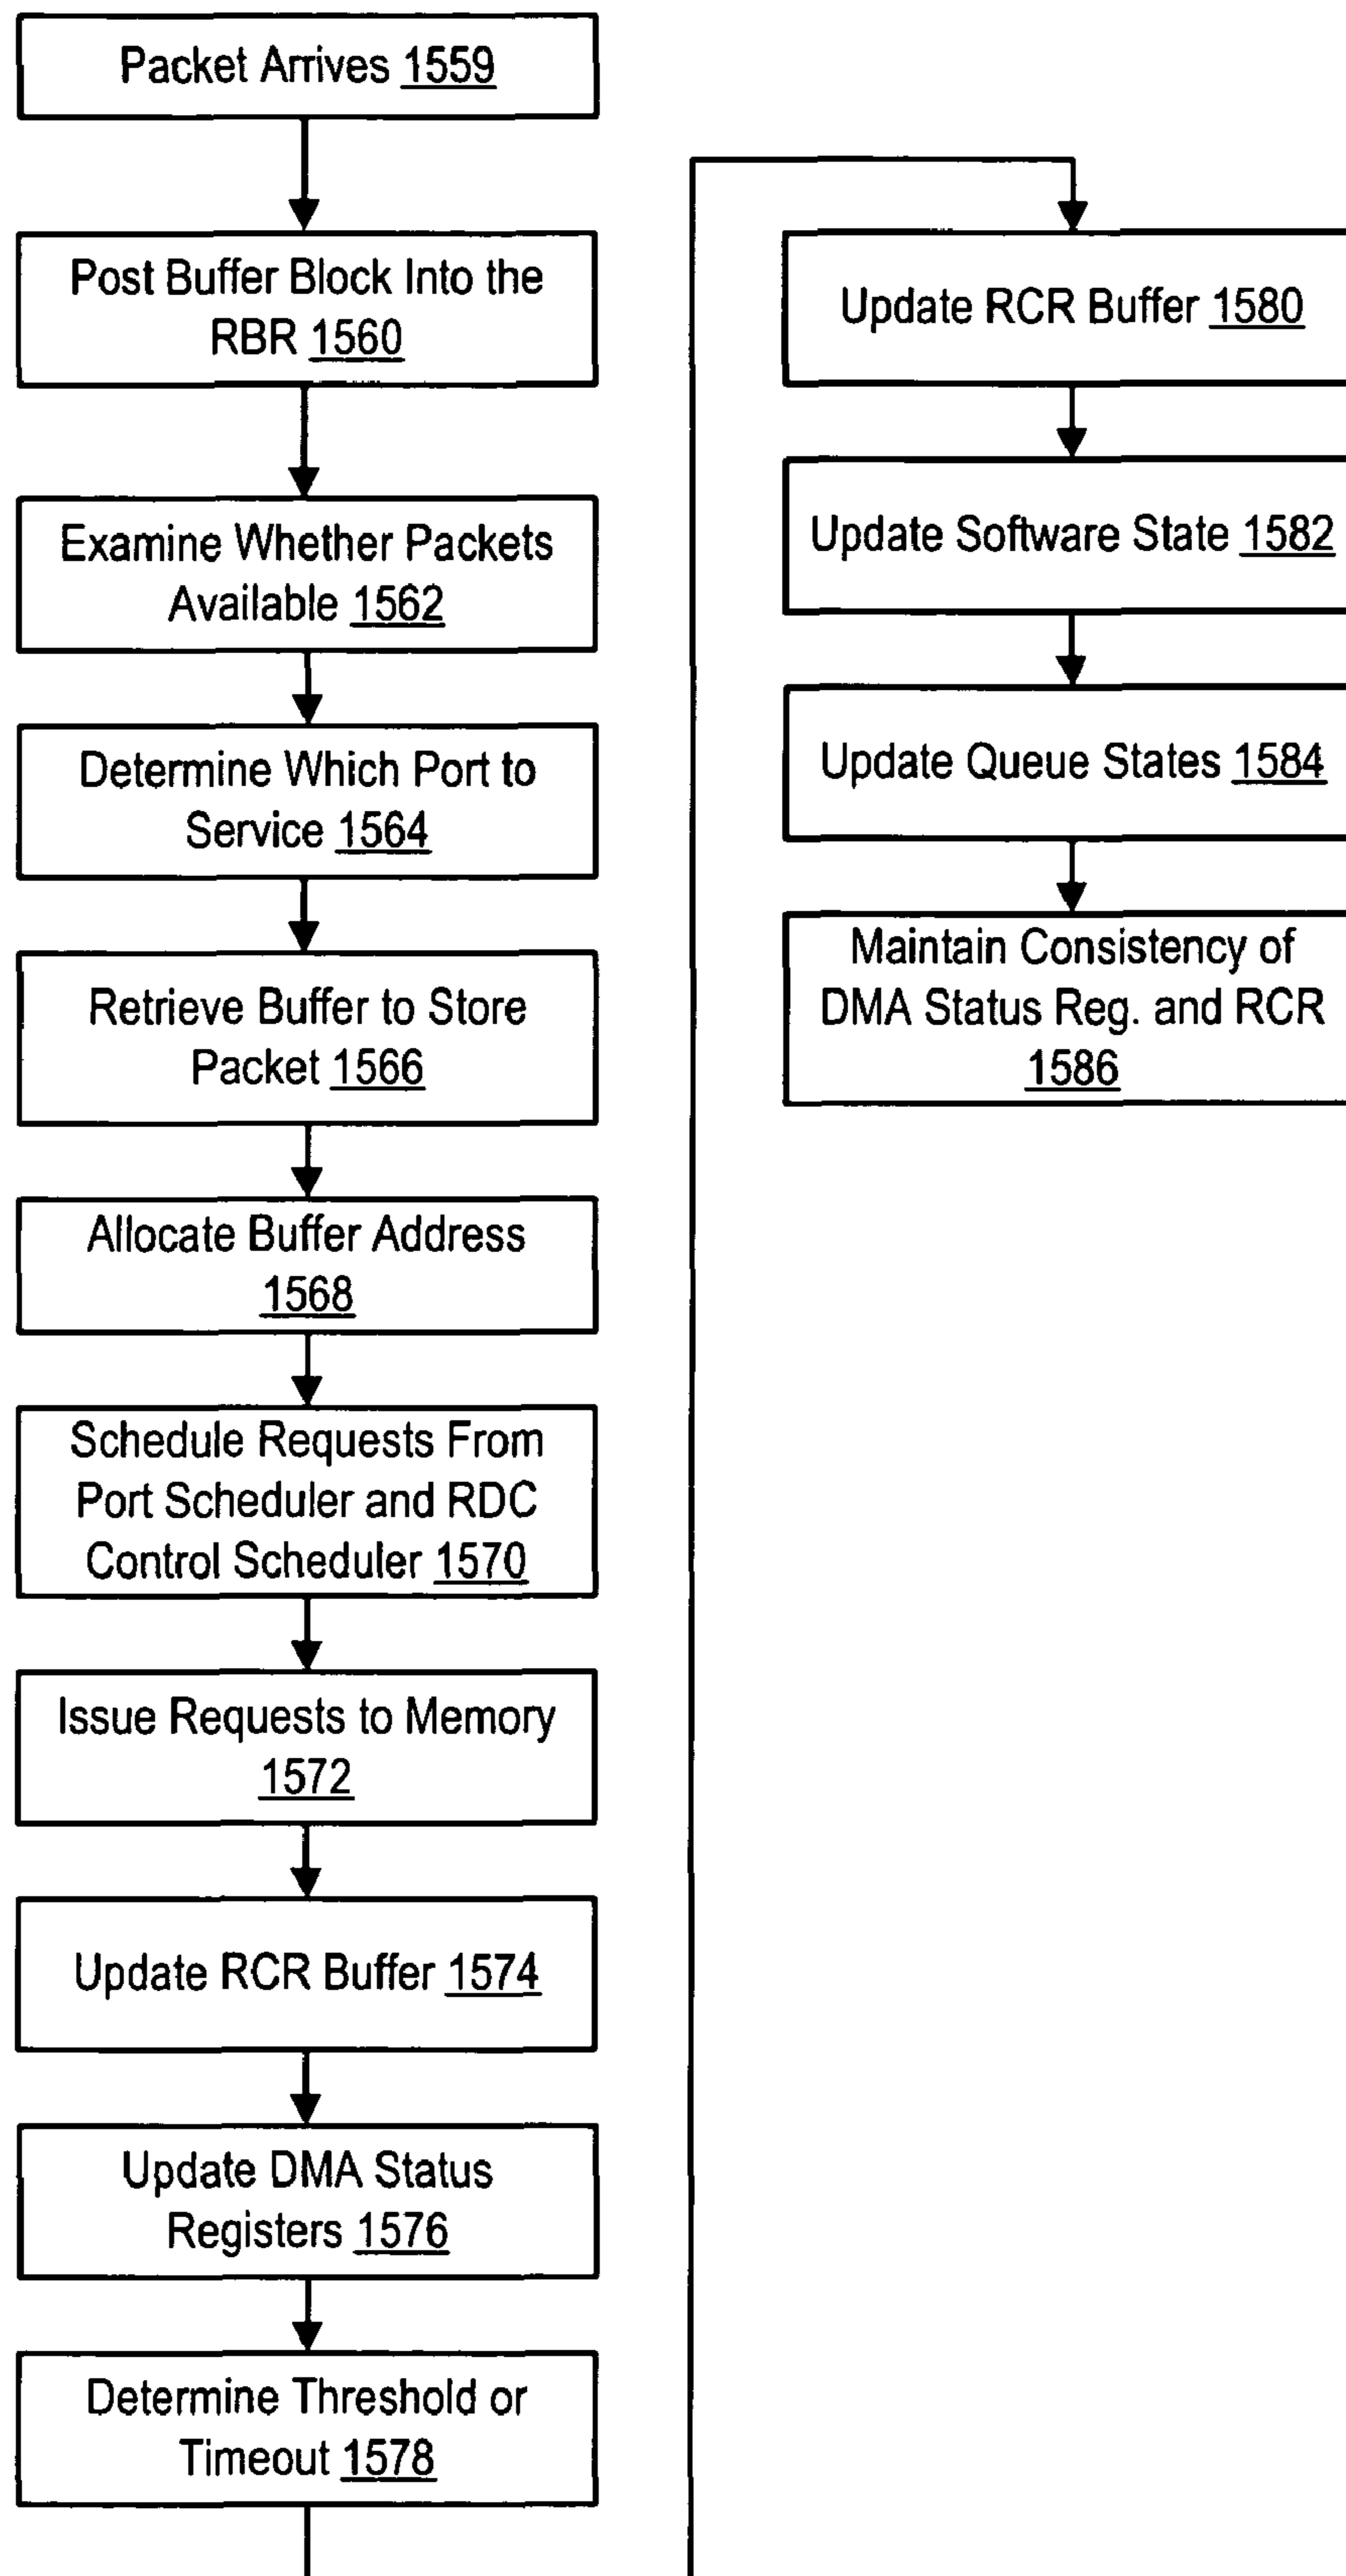 Packet Arrives 1559
Post Buffer Block Into the
RBR 1560
Examine Whether Packets
Available 1562
Determine Which Port to
Service 1564
Retrieve Buffer to Store
Packet 1566
Allocate Buffer Address
1568
Schedule Requests From
Port Scheduler and RDC
Control Scheduler 1570
Issue Requests to Memory
1572
Update RCR Buffer 1574
Update DMA Status
Registers 1576
Determine Threshold or
Timeout 1578
Update RCR Buffer 1580
Update Software State 1582
Update Queue States 1584
Maintain Consistency of
DMA Status Reg. and RCR
1586